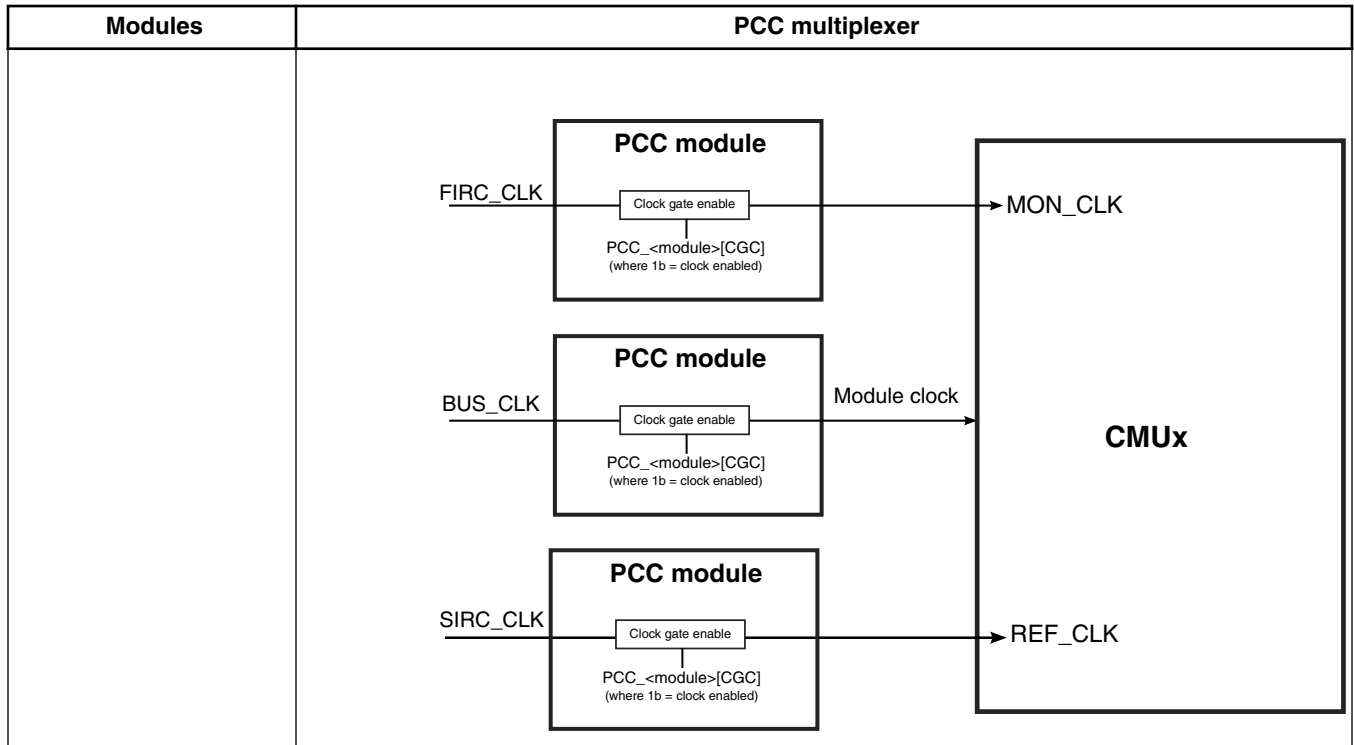 Modules
PCC multiplexer
PCC module
FIRC_CLK
Clock gate enable
MON_CLK
PCC_<module>[CGC]
(where 1b = clock enabled)
PCC module
BUS_CLK
Clock gate enable
Module clock
PCC_<module>[CGC]
(where 1b = clock enabled)
CMUx
PCC module
SIRC_CLK
Clock gate enable
REF_CLK
PCC_<module>[CGC]
(where 1b = clock enabled)